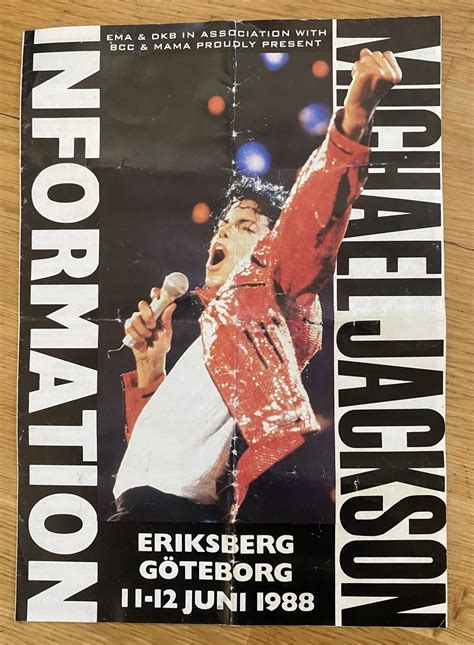 EMA & DKB IN ASSOCIATION WITH
BCC & MAMA PROUDLY PRESENT
INFORMATION
MICHAEL JACKSON
ERIKSBERG
GÖTEBORG
11-12 JUNI 1988